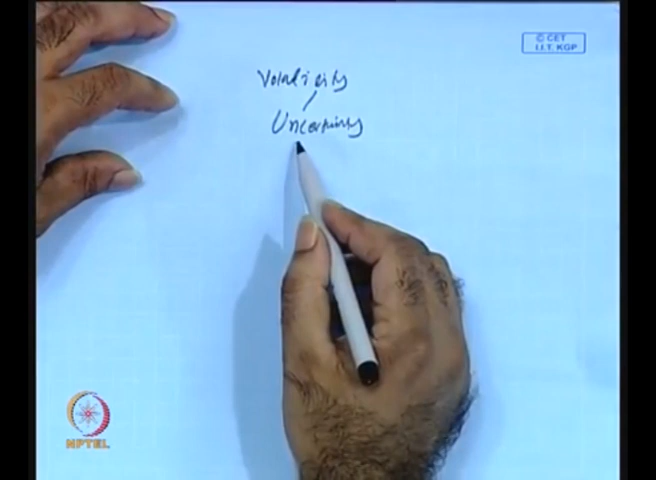 © CET
I.I.T. KGP
Volatility
/
Uncertainty
NPTEL